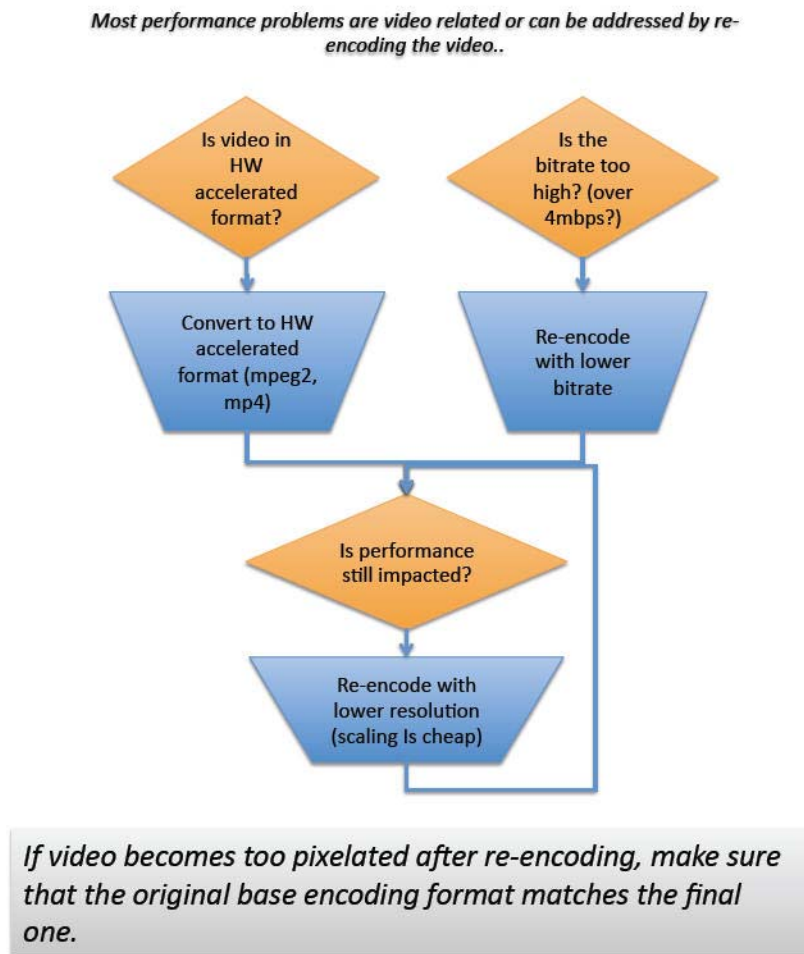 Most performance problems are video related or can be addressed by re-
encoding the video..
Is video in
HW
accelerated
format?
Is the
bitrate too
high? (over
4mbps?)
Convert to HW
accelerated
format (mpeg2,
mp4)
Re-encode
with lower
bitrate
Is performance
still impacted?
Re-encode with
lower resolution
(scaling Is cheap)
If video becomes too pixelated after re-encoding, make sure
that the original base encoding format matches the final
one.